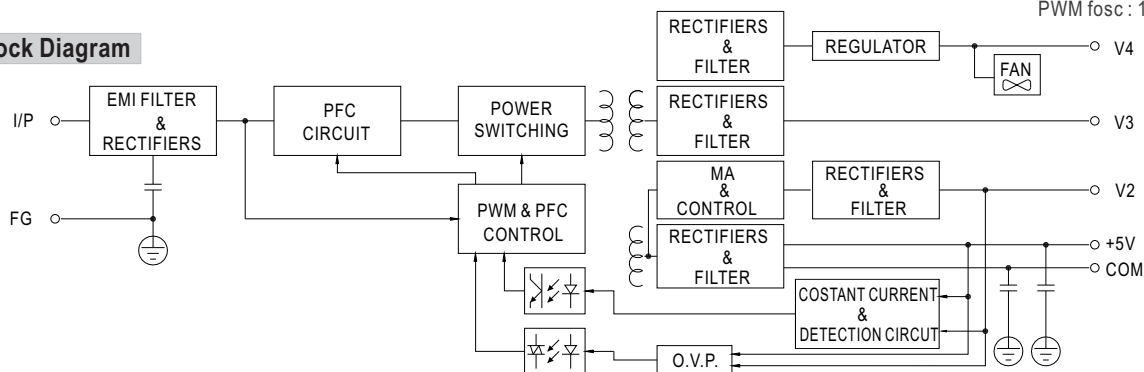 PWM fosc : 1
ock Diagram
RECTIFIERS
&
FILTER
REGULATOR
V4
FAN
I/P
EMI FILTER
&
RECTIFIERS
PFC
CIRCUIT
POWER
SWITCHING
RECTIFIERS
&
FILTER
V3
MA
&
CONTROL
RECTIFIERS
&
FILTER
V2
FG
PWM & PFC
CONTROL
RECTIFIERS
&
FILTER
+5V
COM
COSTANT CURRENT
&
DETECTION CIRCUT
O.V.P.